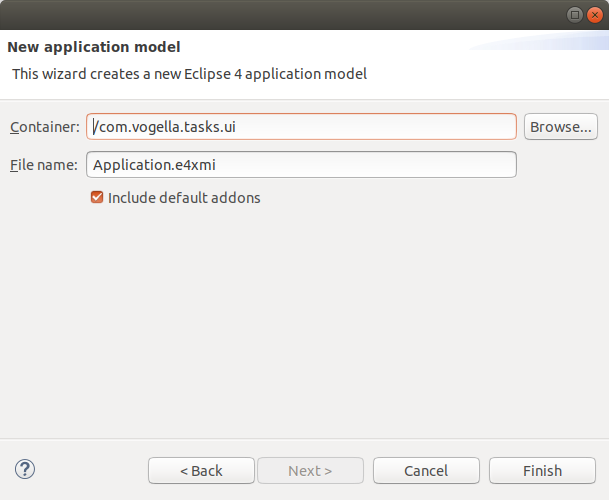 New application model
This wizard creates a new Eclipse 4 application model
Container: /com.vogella.tasks.ui Browse...
File name: Application.e4xmi
Include default addons
? < Back Next > Cancel Finish